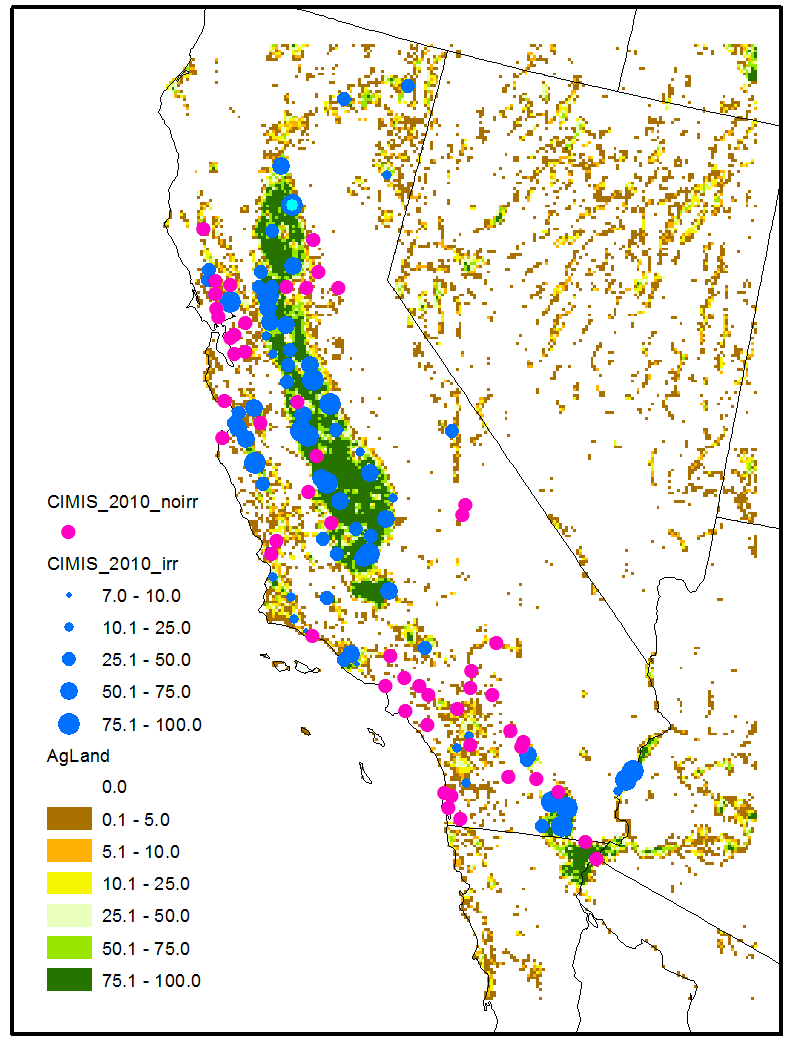 CIMIS_2010_noirr
CIMIS_2010_irr
7.0 - 10.0
10.1 - 25.0
25.1 - 50.0
50.1 - 75.0
75.1 - 100.0
AgLand
0.0
0.1 - 5.0
5.1 - 10.0
10.1 - 25.0
25.1 - 50.0
50.1 - 75.0
75.1 - 100.0